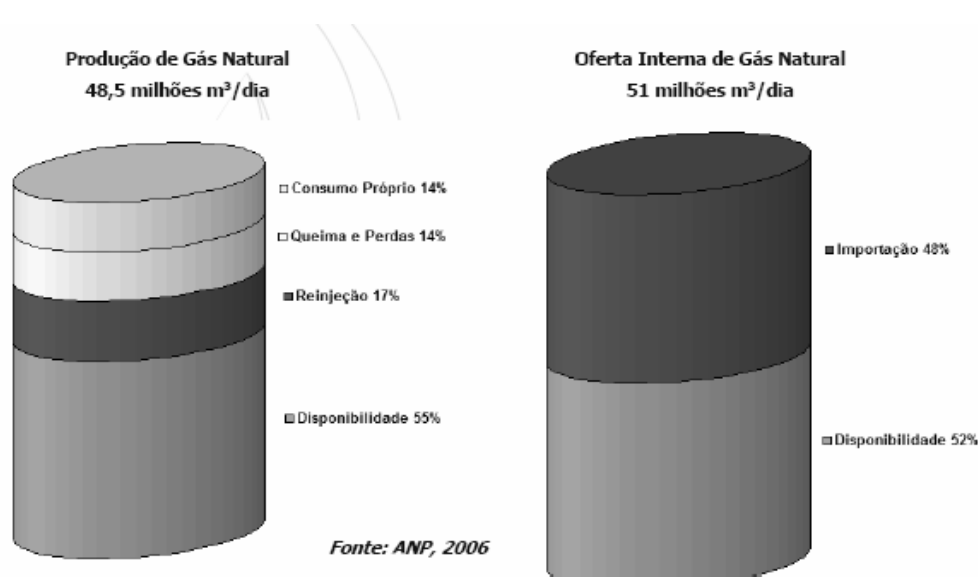 Produção de Gás Natural
48,5 milhões m³/dia
Consumo Próprio 14%
Queima e Perdas 14%
Reinjeção 17%
Disponibilidade 55%
Oferta Interna de Gás Natural
51 milhões m³/dia
Importação 48%
Disponibilidade 52%
Fonte: ANP, 2006